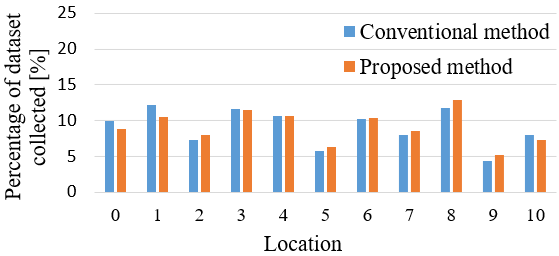 Percentage of dataset
collected [%]
25
20
15
10
5
0
Conventional method
Proposed method
0 1 2 3 4 5 6 7 8 9 10
Location